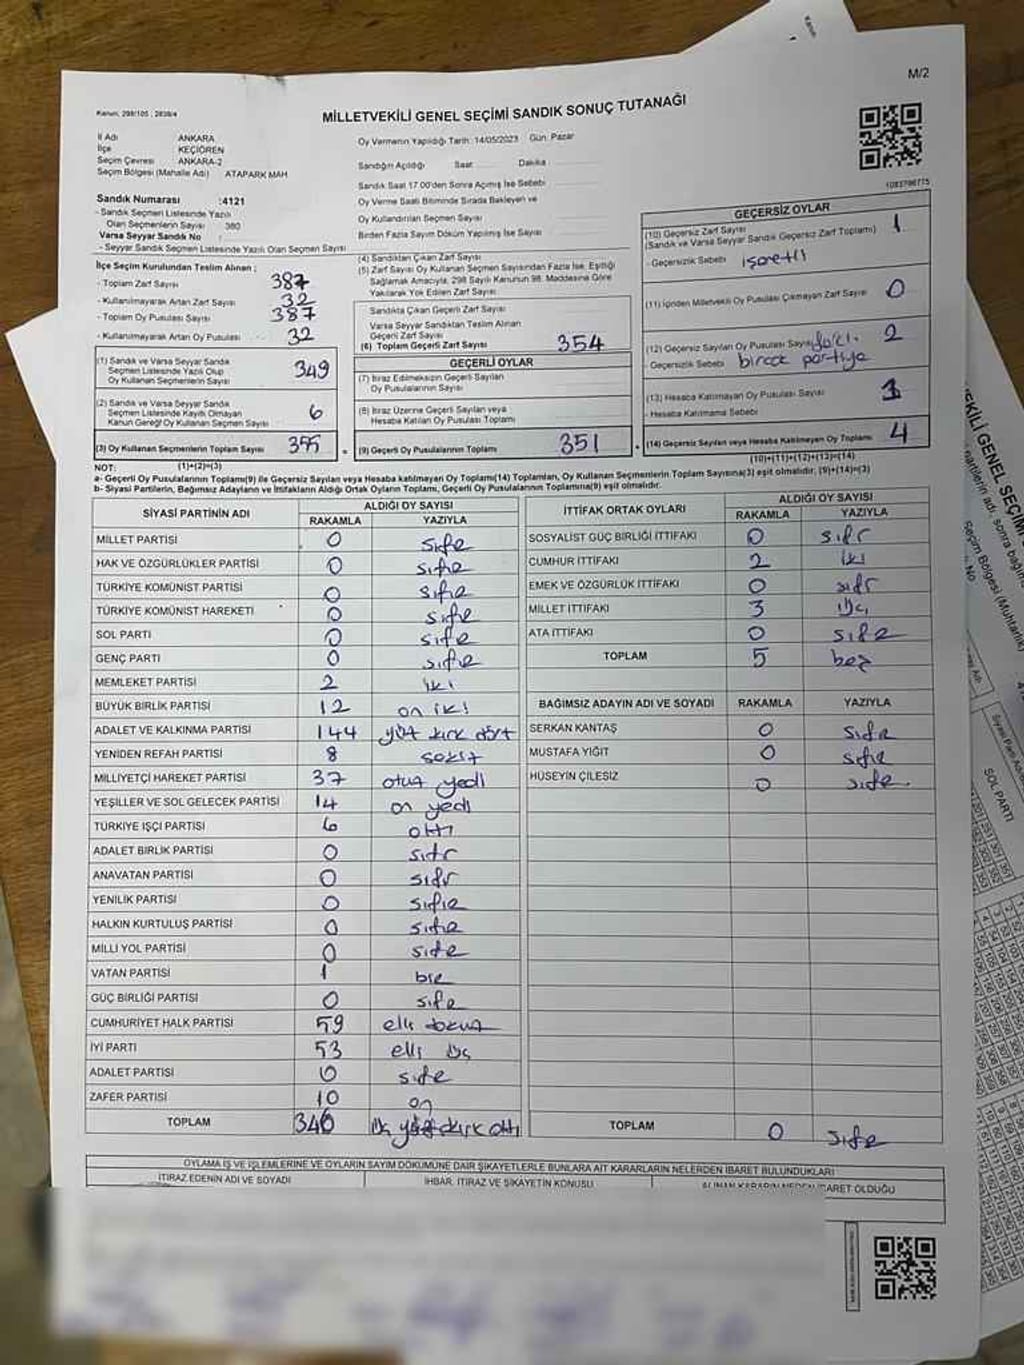 M/2
Kanun: 298/105 , 2839/4
MİLLETVEKİLİ GENEL SEÇİMİ SANDIK SONUÇ TUTANAĞI
İl Adı ANKARA
İlçe KEÇİÖREN
Seçim Çevresi ANKARA-2
Seçim Bölgesi (Mahalle Adı) ATAPARK MAH
Oy Vermenin Yapıldığı Tarih: 14/05/2023 Gün: Pazar
Sandığın Açıldığı Saat Dakika
Sandık Saat 17.00'den Sonra Açılmış İse Sebebi
Oy Verme Saati Bitiminde Sırada Bekleyen ve
Oy Kullandırılan Seçmen Sayısı
Birden Fazla Sayım Döküm Yapılmış İse Sayısı
Sandık Numarası :4121
- Sandık Seçmen Listesinde Yazılı
Olan Seçmenlerin Sayısı 380
Varsa Seyyar Sandık No :
- Seyyar Sandık Seçmen Listesinde Yazılı Olan Seçmen Sayısı
İlçe Seçim Kurulundan Teslim Alınan :
- Toplam Zarf Sayısı 387
- Kullanılmayarak Artan Zarf Sayısı 32
- Toplam Oy Pusulası Sayısı 387
- Kullanılmayarak Artan Oy Pusulası 32
(1) Sandık ve Varsa Seyyar Sandık
Seçmen Listesinde Yazılı Olup
Oy Kullanan Seçmenlerin Sayısı 349
(2) Sandık ve Varsa Seyyar Sandık
Seçmen Listesinde Kayıtlı Olmayan
Kanun Gereği Oy Kullanan Seçmen Sayısı 6
(3) Oy Kullanan Seçmenlerin Toplam Sayısı 355
(1)+(2)=(3)
(4) Sandıktan Çıkan Zarf Sayısı
(5) Zarf Sayısı Oy Kullanan Seçmen Sayısından Fazla İse, Eşitliği
Sağlamak Amacıyla, 298 Sayılı Kanunun 98. Maddesine Göre
Yakılarak Yok Edilen Zarf Sayısı
Sandıkta Çıkan Geçerli Zarf Sayısı
Varsa Seyyar Sandıktan Teslim Alınan
Geçerli Zarf Sayısı
(6) Toplam Geçerli Zarf Sayısı 354
GEÇERLİ OYLAR
(7) İtiraz Edilmeksizin Geçerli Sayılan
Oy Pusulalarının Sayısı
(8) İtiraz Üzerine Geçerli Sayılan veya
Hesaba Katılan Oy Pusulası Toplamı
(9) Geçerli Oy Pusulalarının Toplamı 351
1083796775
GEÇERSİZ OYLAR
(10) Geçersiz Zarf Sayısı
(Sandık ve Varsa Seyyar Sandık Geçersiz Zarf Toplamı) 1
- Geçersizlik Sebebi işaretli
(11) İçinden Milletvekili Oy Pusulası Çıkmayan Zarf Sayısı 0
(12) Geçersiz Sayılan Oy Pusulası Sayısı 2
- Geçersizlik Sebebi partiye
(13) Hesaba Katılmayan Oy Pusulası Sayısı
- Hesaba Katılmama Sebebi
(14) Geçersiz Sayılan veya Hesaba Katılmayan Oy Toplamı 4
(10)+(11)+(12)+(13)=(14)
NOT:
a- Geçerli Oy Pusulalarının Toplamı(9) ile Geçersiz Sayılan veya Hesaba katılmayan Oy Toplamı(14) Toplamları, Oy Kullanan Seçmenlerin Toplam Sayısına(3) eşit olmalıdır. (9)+(14)=(3)
b- Siyasi Partilerin, Bağımsız Adayların ve İttifakların Aldığı Ortak Oyların Toplamı, Geçerli Oy Pusulalarının Toplamına(9) eşit olmalıdır.
SİYASİ PARTİNİN ADI ALDIĞI OY SAYISI
RAKAMLA YAZIYLA
MİLLET PARTİSİ 0 sıfır
HAK VE ÖZGÜRLÜKLER PARTİSİ 0 sıfır
TÜRKİYE KOMÜNİST PARTİSİ 0 sıfır
TÜRKİYE KOMÜNİST HAREKETİ 0 sıfır
SOL PARTİ 0 sıfır
GENÇ PARTİ 0 sıfır
MEMLEKET PARTİSİ 2 iki
BÜYÜK BİRLİK PARTİSİ 12 on iki
ADALET VE KALKINMA PARTİSİ 144 yüz kırk dört
YENİDEN REFAH PARTİSİ 8 sekiz
MİLLİYETÇİ HAREKET PARTİSİ 37 otuz yedi
YEŞİLLER VE SOL GELECEK PARTİSİ 14 on yedi
TÜRKİYE İŞÇİ PARTİSİ 6 altı
ADALET BİRLİK PARTİSİ 0 sıfır
ANAVATAN PARTİSİ 0 sıfır
YENİLİK PARTİSİ 0 sıfır
HALKIN KURTULUŞ PARTİSİ 0 sıfır
MİLLİ YOL PARTİSİ 0 sıfır
VATAN PARTİSİ 1 bir
GÜÇ BİRLİĞİ PARTİSİ 0 sıfır
CUMHURİYET HALK PARTİSİ 59 elli dokuz
İYİ PARTİ 53 elli üç
ADALET PARTİSİ 0 sıfır
ZAFER PARTİSİ 10 on
TOPLAM 346 üç yüz kırk altı
İTTİFAK ORTAK OYLARI ALDIĞI OY SAYISI
RAKAMLA YAZIYLA
SOSYALİST GÜÇ BİRLİĞİ İTTİFAKI 0 sıfır
CUMHUR İTTİFAKI 2 iki
EMEK VE ÖZGÜRLÜK İTTİFAKI 0 sıfır
MİLLET İTTİFAKI 3 üç
ATA İTTİFAKI 0 sıfır
TOPLAM 5 beş
BAĞIMSIZ ADAYIN ADI VE SOYADI RAKAMLA YAZIYLA
SERKAN KANTAŞ 0 sıfır
MUSTAFA YİĞİT 0 sıfır
HÜSEYİN ÇİLESİZ 0 sıfır
TOPLAM 0 sıfır
OYLAMA İŞ VE İŞLEMLERİNE VE OYLARIN SAYIM DÖKÜMÜNE DAİR ŞİKAYETLERLE BUNLARA AİT KARARLARIN NELERDEN İBARET BULUNDUKLARI
İTİRAZ EDENİN ADI VE SOYADI İHBAR, İTİRAZ VE ŞİKAYETİN KONUSU ALINAN KARARIN NEDEN İBARET OLDUĞU
SOL PARTİ